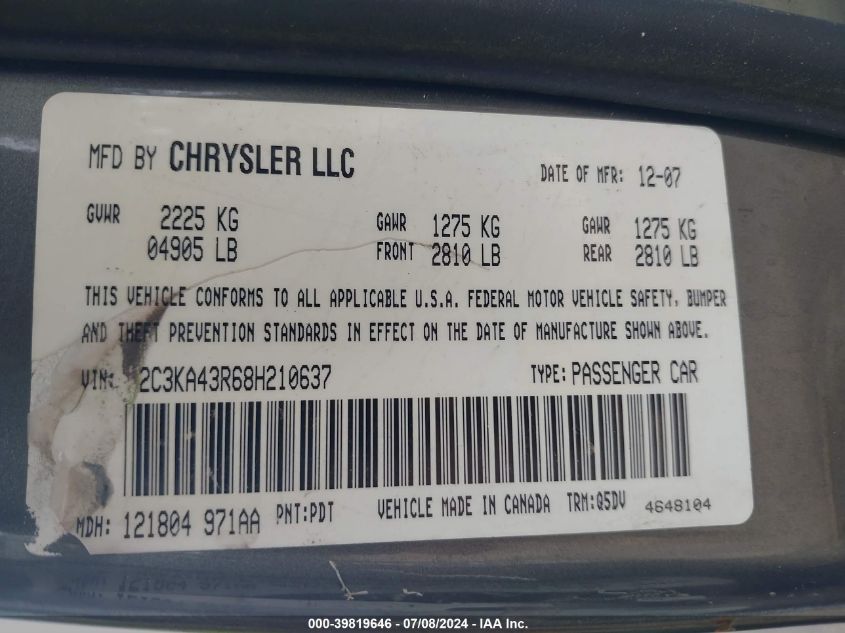 MFD BY CHRYSLER LLC DATE OF MFR: 12-07
GVWR 2225 KG GAWR 1275 KG GAWR 1275 KG
04905 LB FRONT 2810 LB REAR 2810 LB
THIS VEHICLE CONFORMS TO ALL APPLICABLE U.S.A. FEDERAL MOTOR VEHICLE SAFETY, BUMPER
AND THEFT PREVENTION STANDARDS IN EFFECT ON THE DATE OF MANUFACTURE SHOWN ABOVE.
VIN: 2C3KA43R68H210637 TYPE: PASSENGER CAR
MDH: 121804 971AA PNT:PDT VEHICLE MADE IN CANADA TRM:Q5DV 4648104
000-39819646 - 07/08/2024 - IAA Inc.